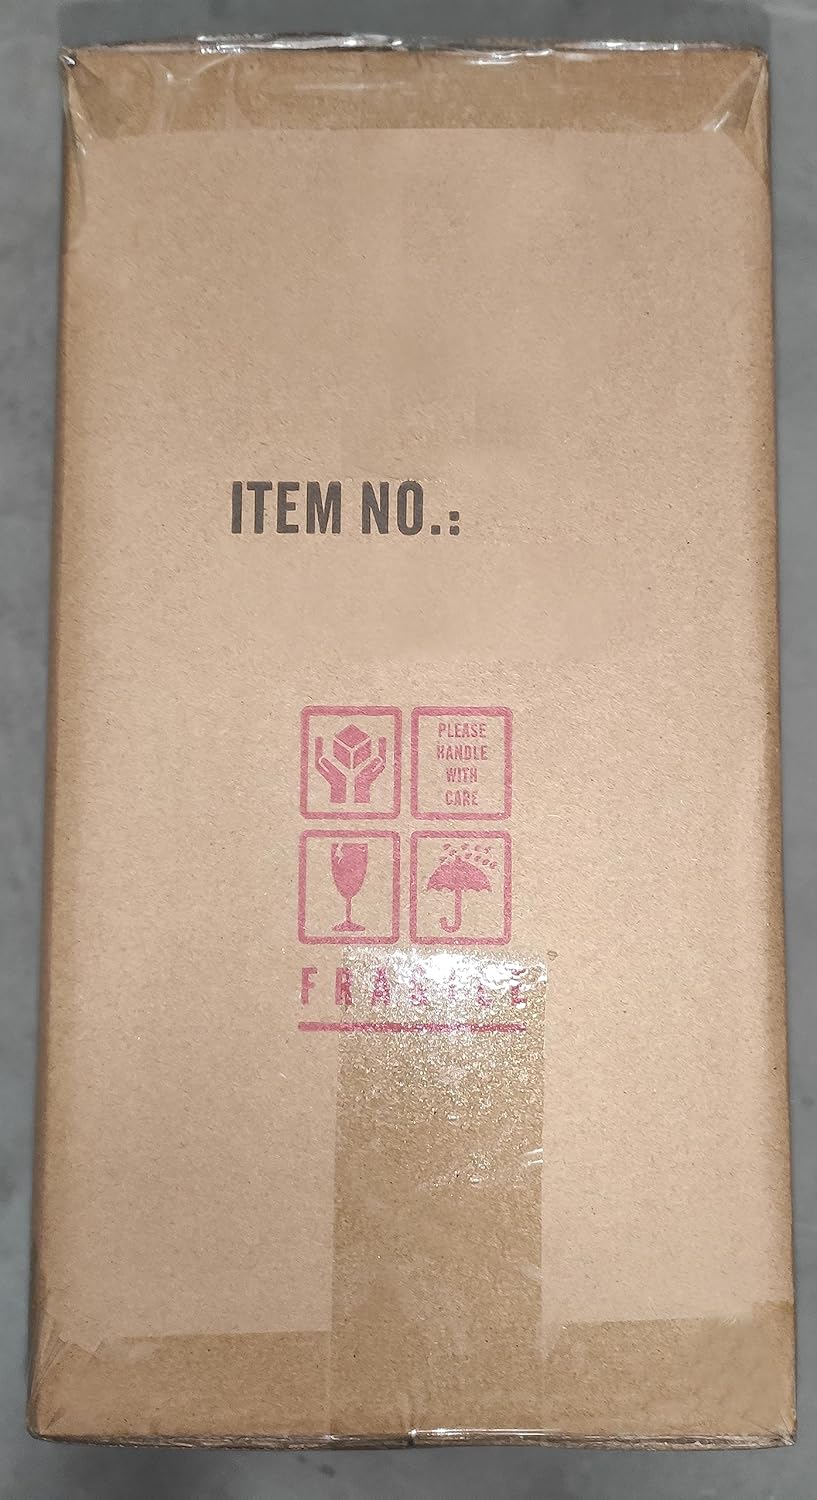 ITEM NO.:
PLEASE
HANDLE
WITH
CARE
FRAGILE